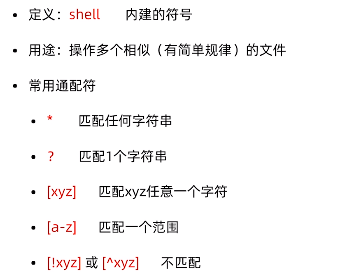 定义：shell 内建的符号
用途：操作多个相似（有简单规律）的文件
常用通配符
* 匹配任何字符串
? 匹配1个字符串
[xyz] 匹配xyz任意一个字符
[a-z] 匹配一个范围
[!xyz] 或 [^xyz] 不匹配